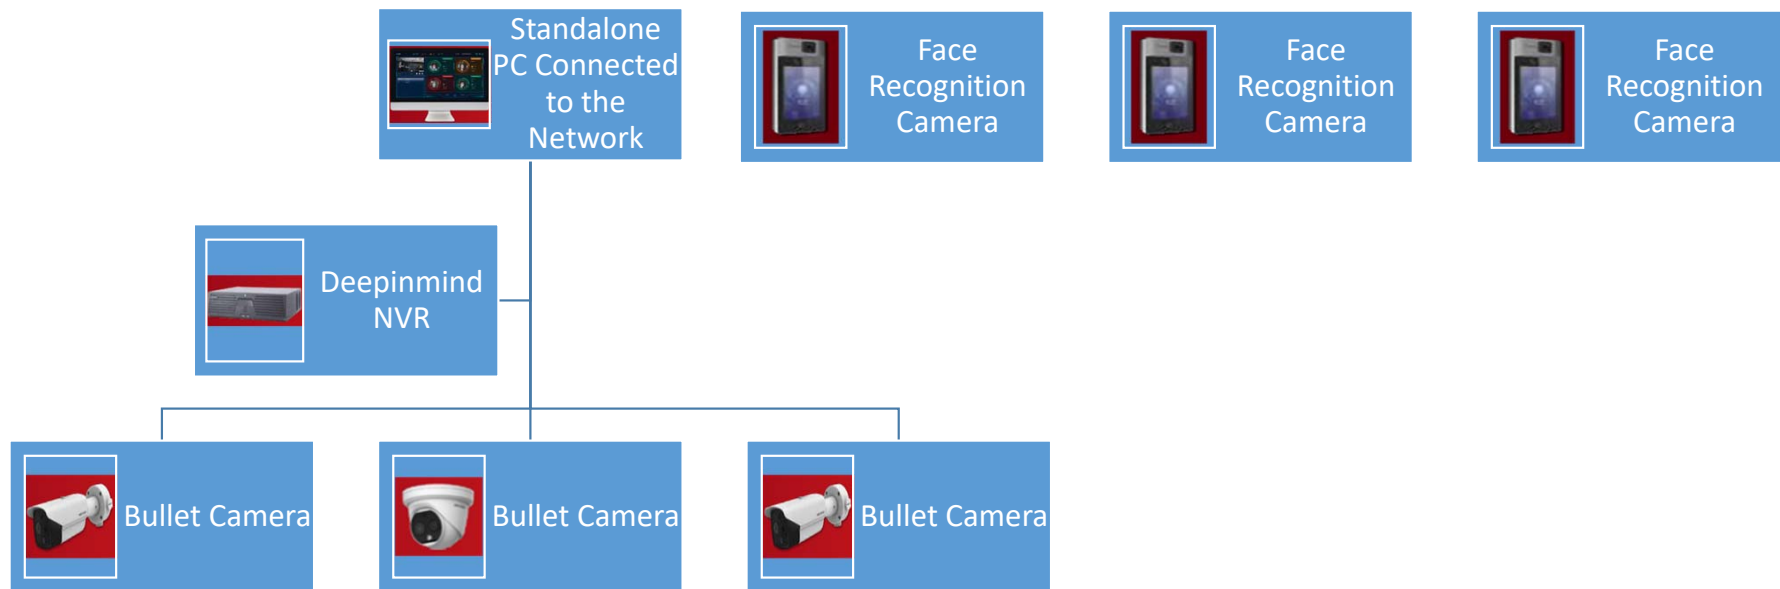 Standalone
PC Connected
to the
Network
Face
Recognition
Camera
Face
Recognition
Camera
Face
Recognition
Camera
Deepinmind
NVR
Bullet Camera
Bullet Camera
Bullet Camera